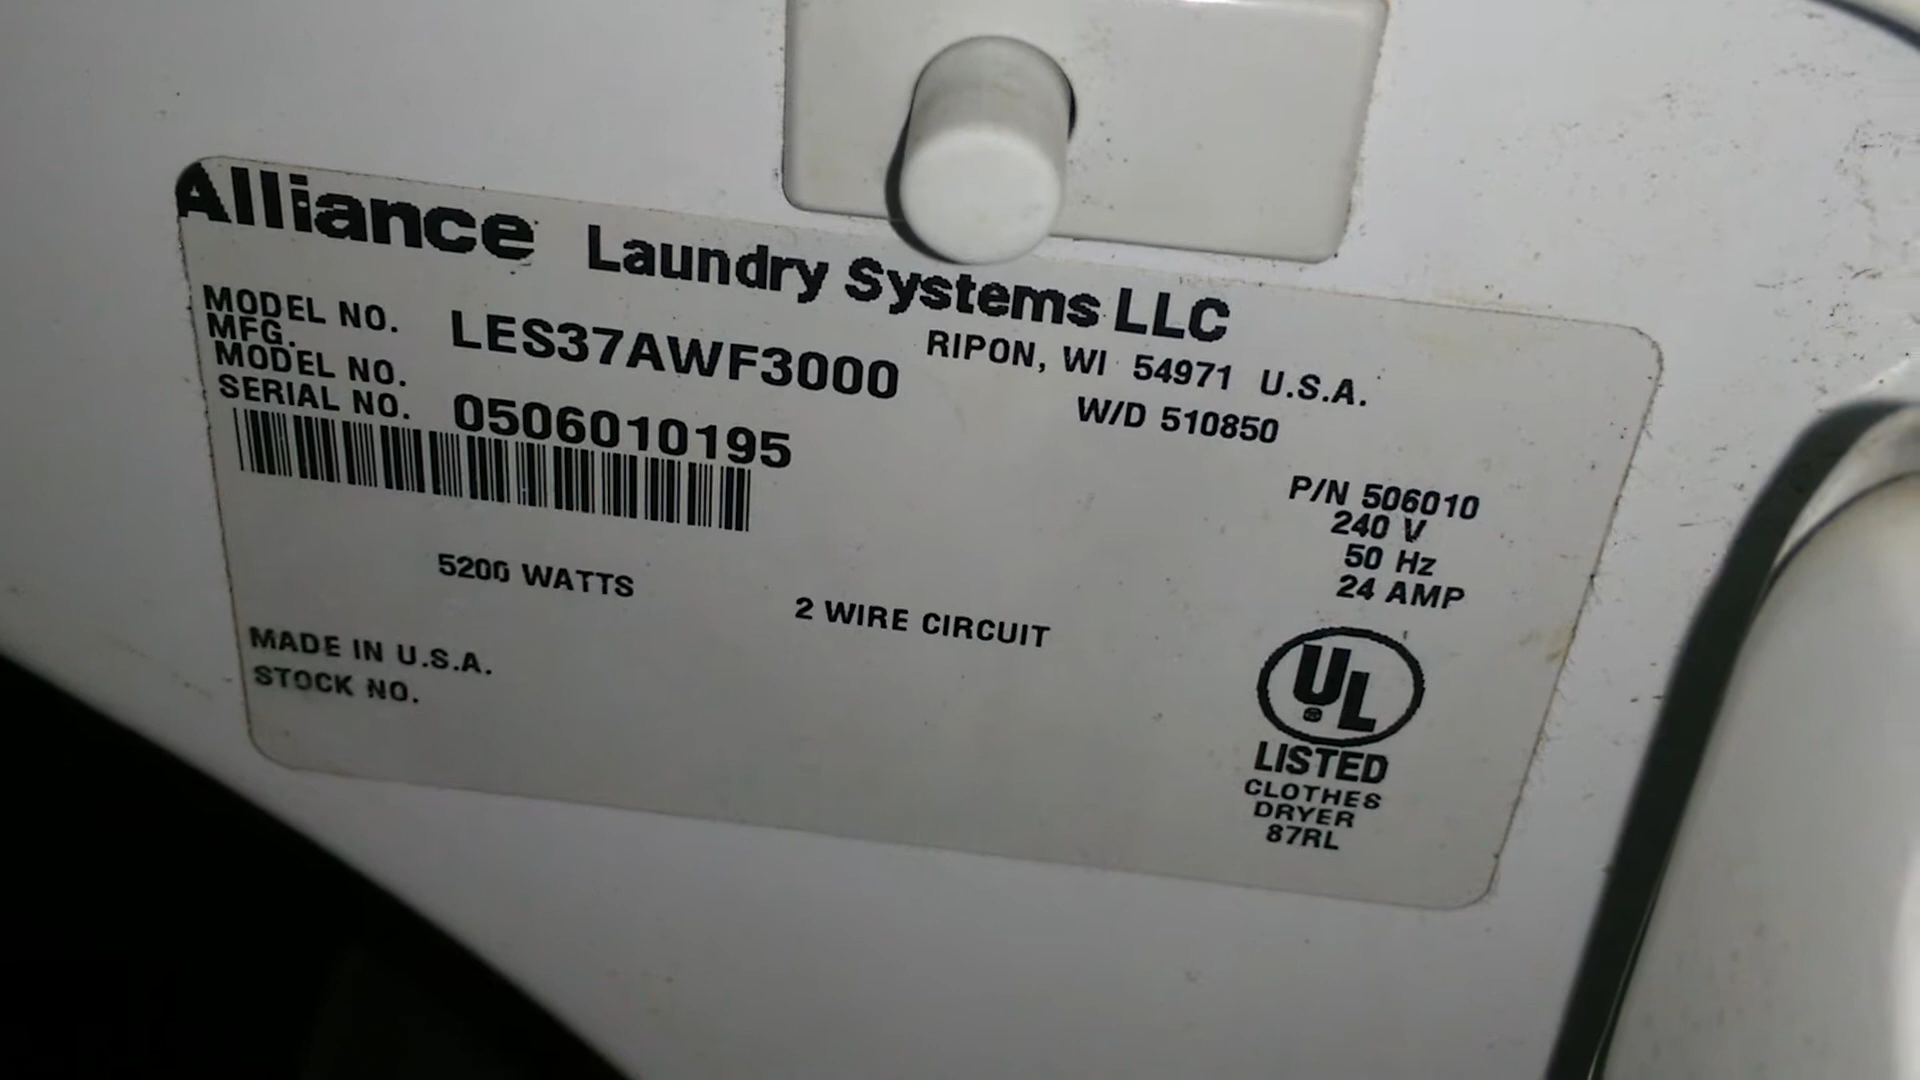 Alliance Laundry Systems LLC
RIPON, WI 54971 U.S.A.
MODEL NO. LES37AWF3000
MFG.
MODEL NO.
W/D 510850
SERIAL NO. 0506010195
P/N 506010
240 V
50 Hz
24 AMP
5200 WATTS
2 WIRE CIRCUIT
MADE IN U.S.A.
STOCK NO.
UL
LISTED
CLOTHES
DRYER
87RL